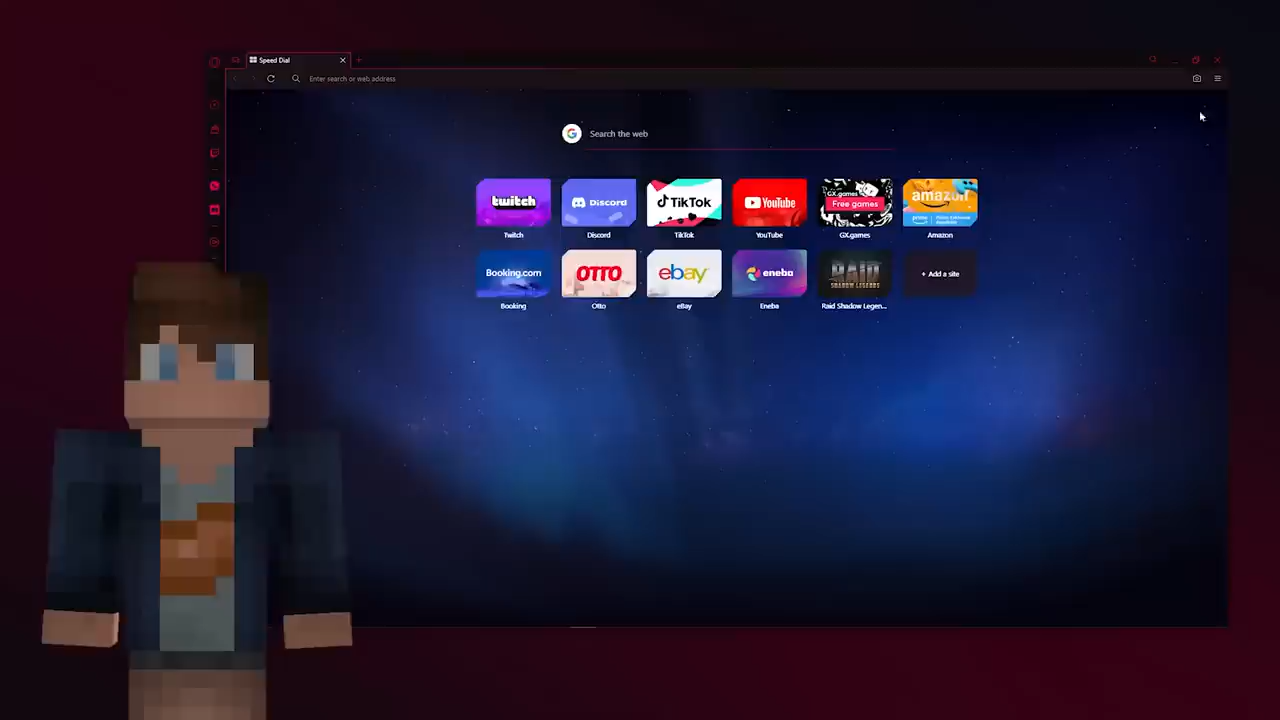 Speed Dial
Enter search or web address
Search the web
twitch
Discord
TikTok
YouTube
GX.games
Free games
amazon
prime
Twitch
Discord
TikTok
YouTube
GX.games
Amazon
Booking.com
OTTO
ebay
eneba
RAID
SHADOW LEGENDS
+ Add a site
Booking
Otto
eBay
Eneba
Raid Shadow Legen...